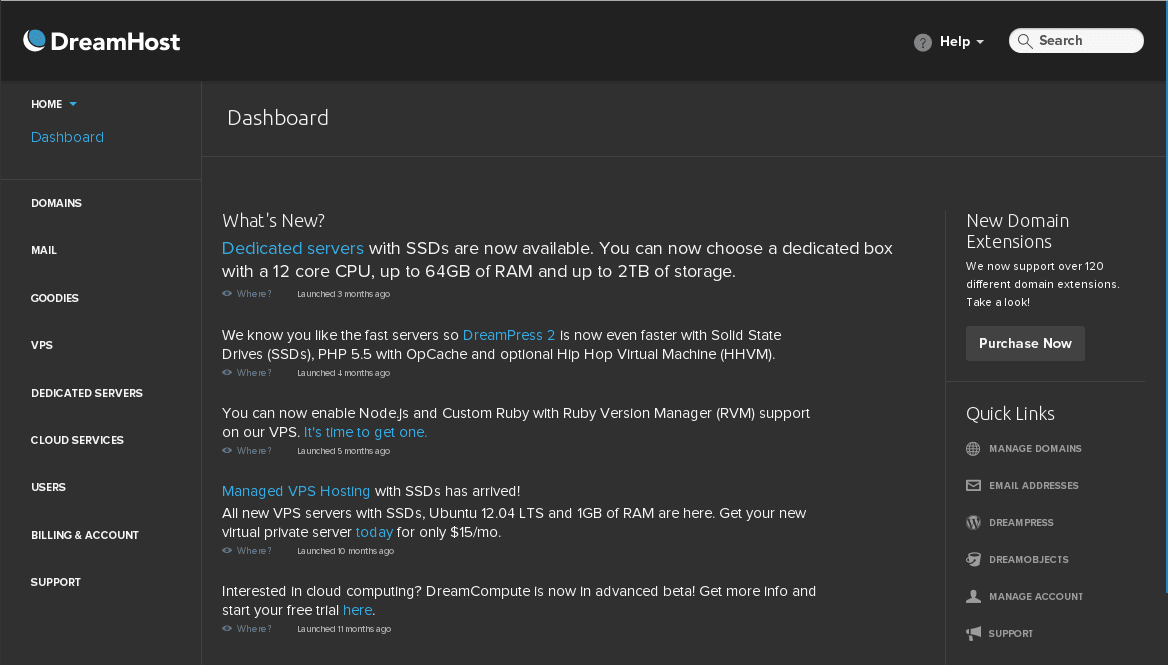 DreamHost
? Help
Search
HOME
Dashboard
DOMAINS
MAIL
GOODIES
VPS
DEDICATED SERVERS
CLOUD SERVICES
USERS
BILLING & ACCOUNT
SUPPORT
Dashboard
What's New?
Dedicated servers with SSDs are now available. You can now choose a dedicated box
with a 12 core CPU, up to 64GB of RAM and up to 2TB of storage.
Where? Launched 3 months ago
We know you like the fast servers so DreamPress 2 is now even faster with Solid State
Drives (SSDs), PHP 5.5 with OpCache and optional Hip Hop Virtual Machine (HHVM).
Where? Launched 4 months ago
You can now enable Node.js and Custom Ruby with Ruby Version Manager (RVM) support
on our VPS. It's time to get one.
Where? Launched 5 months ago
Managed VPS Hosting with SSDs has arrived!
All new VPS servers with SSDs, Ubuntu 12.04 LTS and 1GB of RAM are here. Get your new
virtual private server today for only $15/mo.
Where? Launched 10 months ago
Interested in cloud computing? DreamCompute is now in advanced beta! Get more info and
start your free trial here.
Where? Launched 11 months ago
New Domain
Extensions
We now support over 120
different domain extensions.
Take a look!
Purchase Now
Quick Links
MANAGE DOMAINS
EMAIL ADDRESSES
DREAMPRESS
DREAMOBJECTS
MANAGE ACCOUNT
SUPPORT